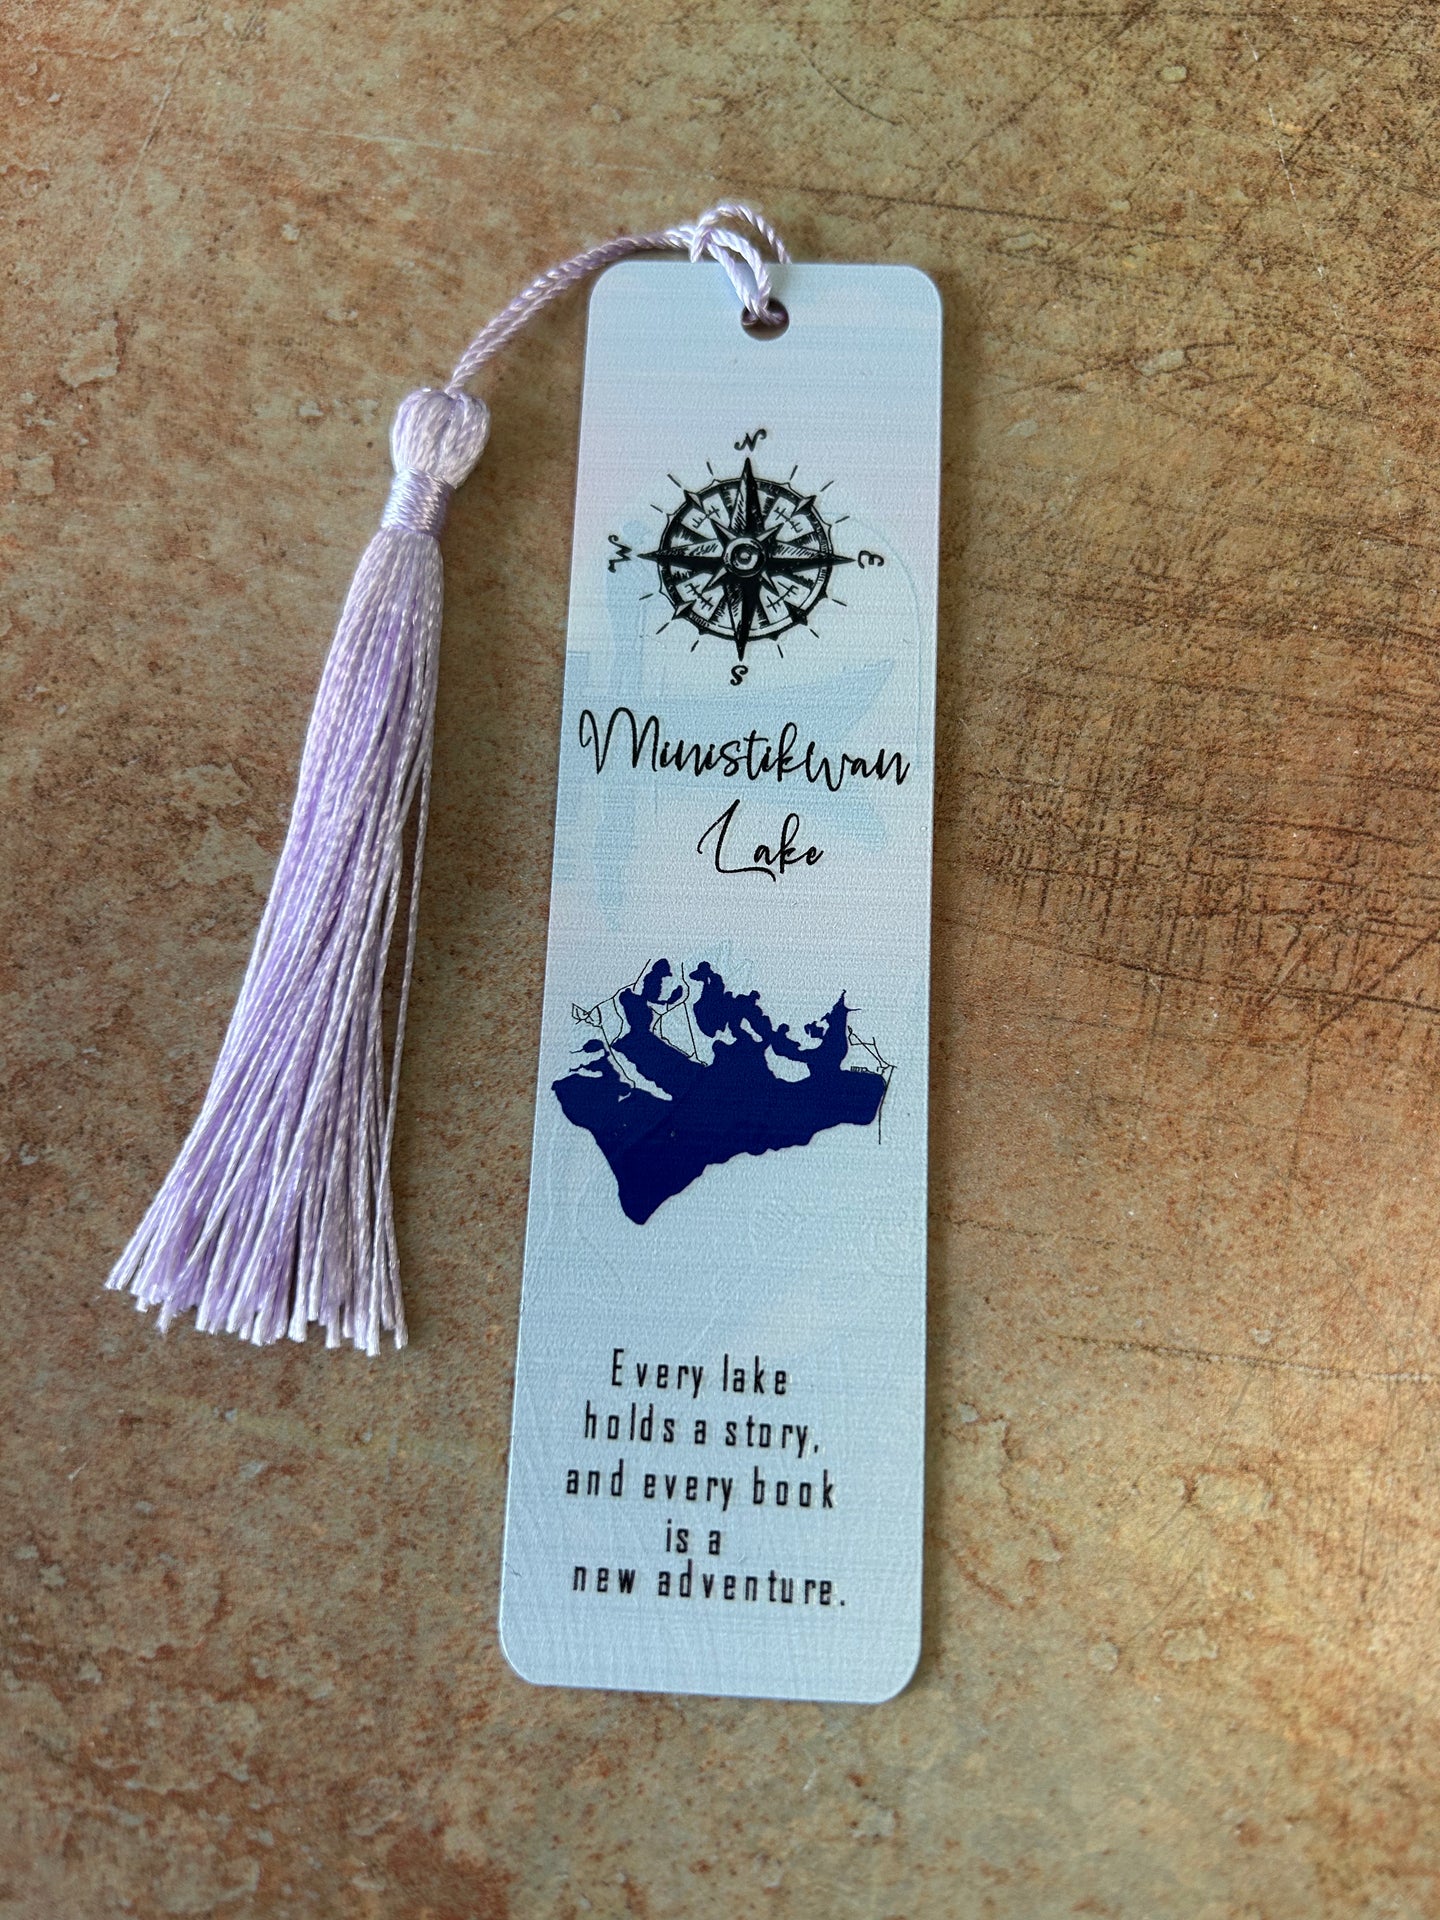 N
W E
S
Ministikwan
Lake
Every lake
holds a story,
and every book
is a
new adventure.